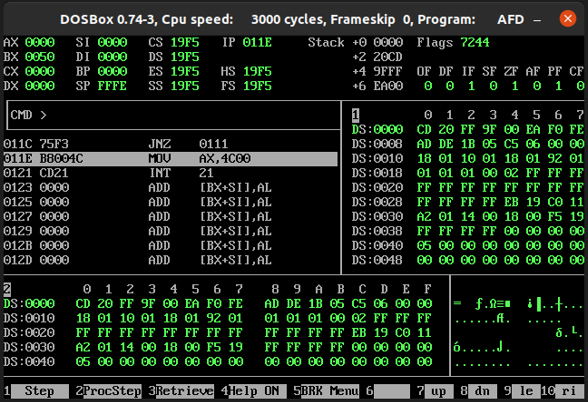 DOSBox 0.74-3, Cpu speed: 3000 cycles, Frameskip 0, Program: AFD
AX 0000 SI 0000 CS 19F5 IP 011E Stack +0 0000 Flags 7244
BX 0050 DI 0000 DS 19F5 +2 20CD
CX 0000 BP 0000 ES 19F5 HS 19F5 +4 9FFF OF DF IF SF ZF AF PF CF
DX 0000 SP FFFE SS 19F5 FS 19F5 +6 EA00 0 0 1 0 1 0 1 0
CMD > 1 0 1 2 3 4 5 6 7
DS:0000 CD 20 FF 9F 00 EA F0 FE
011C 75F3 JNZ 0111 DS:0008 AD DE 1B 05 C5 06 00 00
011E B8004C MOV AX,4C00 DS:0010 18 01 10 01 18 01 92 01
0121 CD21 INT 21 DS:0018 01 01 01 00 02 FF FF FF
0123 0000 ADD [BX+SI],AL DS:0020 FF FF FF FF FF FF FF FF
0125 0000 ADD [BX+SI],AL DS:0028 FF FF FF FF EB 19 C0 11
0127 0000 ADD [BX+SI],AL DS:0030 A2 01 14 00 18 00 F5 19
0129 0000 ADD [BX+SI],AL DS:0038 FF FF FF FF 00 00 00 00
012B 0000 ADD [BX+SI],AL DS:0040 05 00 00 00 00 00 00 00
012D 0000 ADD [BX+SI],AL DS:0048 00 00 00 00 00 00 00 00
2 0 1 2 3 4 5 6 7 8 9 A B C D E F
DS:0000 CD 20 FF 9F 00 EA F0 FE AD DE 1B 05 C5 06 00 00
DS:0010 18 01 10 01 18 01 92 01 01 01 01 00 02 FF FF FF
DS:0020 FF FF FF FF FF FF FF FF FF FF FF FF EB 19 C0 11
DS:0030 A2 01 14 00 18 00 F5 19 FF FF FF FF 00 00 00 00
DS:0040 05 00 00 00 00 00 00 00 00 00 00 00 00 00 00 00
1 Step 2ProcStep 3Retrieve 4Help ON 5BRK Menu 6 7 up 8 dn 9 le 10 ri